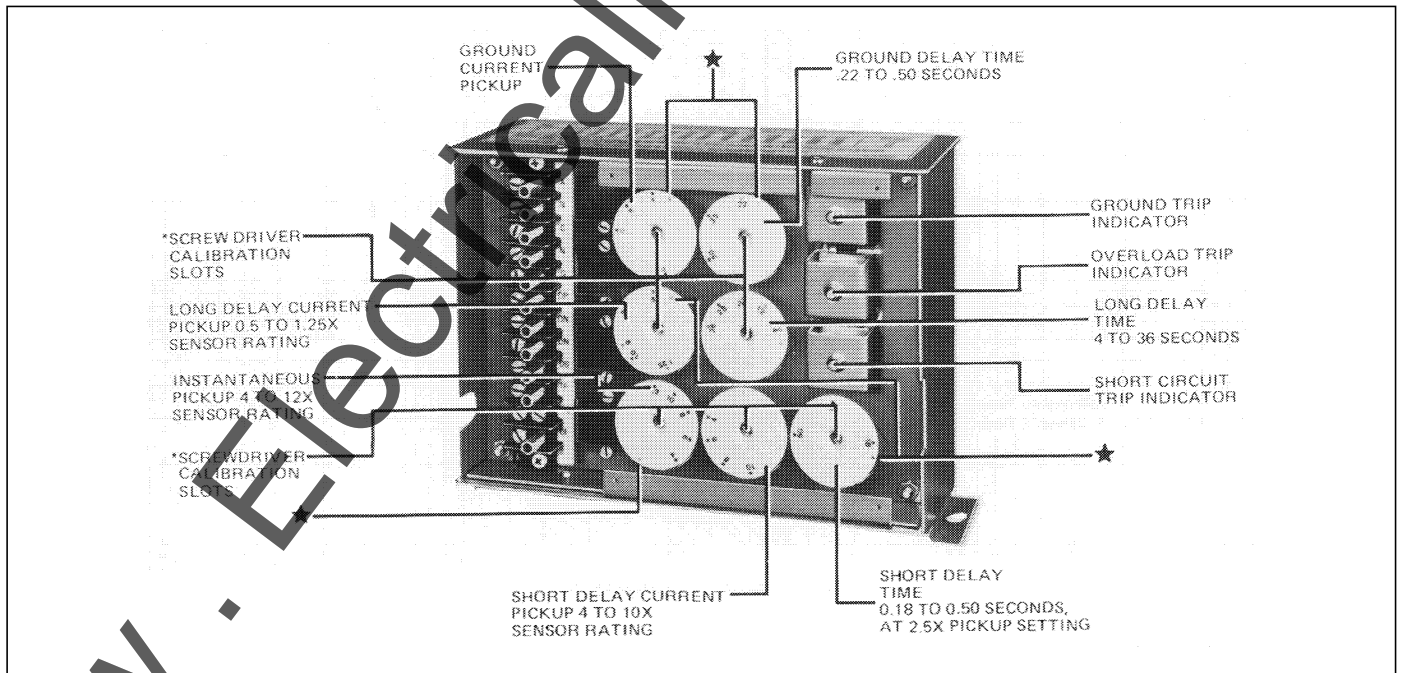 GROUND
CURRENT
PICKUP
GROUND DELAY TIME
.22 TO .50 SECONDS
*SCREW DRIVER
CALIBRATION
SLOTS
LONG DELAY CURRENT
PICKUP 0.5 TO 1.25X
SENSOR RATING
INSTANTANEOUS
PICKUP 4 TO 12X
SENSOR RATING
*SCREWDRIVER
CALIBRATION
SLOTS
GROUND TRIP
INDICATOR
OVERLOAD TRIP
INDICATOR
LONG DELAY
TIME
4 TO 36 SECONDS
SHORT CIRCUIT
TRIP INDICATOR
SHORT DELAY CURRENT
PICKUP 4 TO 10X
SENSOR RATING
SHORT DELAY
TIME
0.18 TO 0.50 SECONDS,
AT 2.5X PICKUP SETTING
. Electrical